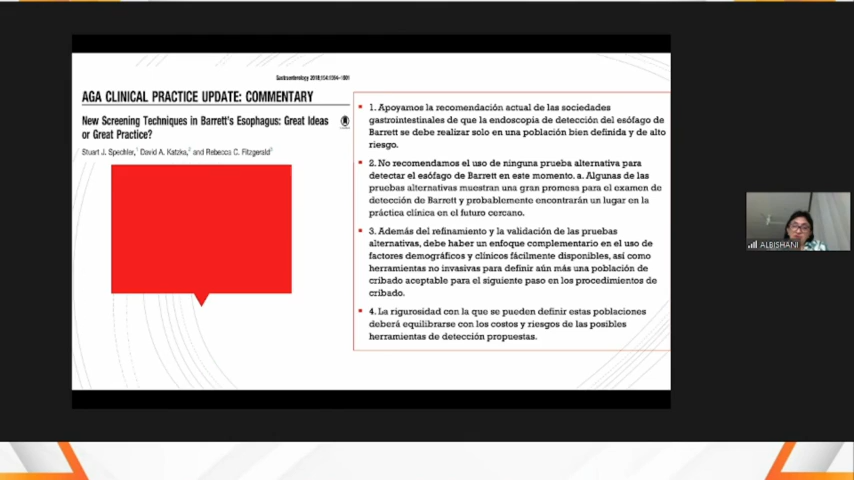 Gastroenterology 2018;154:1594–1601
AGA CLINICAL PRACTICE UPDATE: COMMENTARY
New Screening Techniques in Barrett's Esophagus: Great Ideas
or Great Practice?
Stuart J. Spechler,1 David A. Katzka,2 and Rebecca C. Fitzgerald3
1. Apoyamos la recomendación actual de las sociedades
gastrointestinales de que la endoscopia de detección del esófago de
Barrett se debe realizar solo en una población bien definida y de alto
riesgo.
2. No recomendamos el uso de ninguna prueba alternativa para
detectar el esófago de Barrett en este momento. a. Algunas de las
pruebas alternativas muestran una gran promesa para el examen de
detección de Barrett y probablemente encontrarán un lugar en la
práctica clínica en el futuro cercano.
3. Además del refinamiento y la validación de las pruebas
alternativas, debe haber un enfoque complementario en el uso de
factores demográficos y clínicos fácilmente disponibles, así como
herramientas no invasivas para definir aún más una población de
cribado aceptable para el siguiente paso en los procedimientos de
cribado.
4. La rigurosidad con la que se pueden definir estas poblaciones
deberá equilibrarse con los costos y riesgos de las posibles
herramientas de detección propuestas.
ALBISHANI